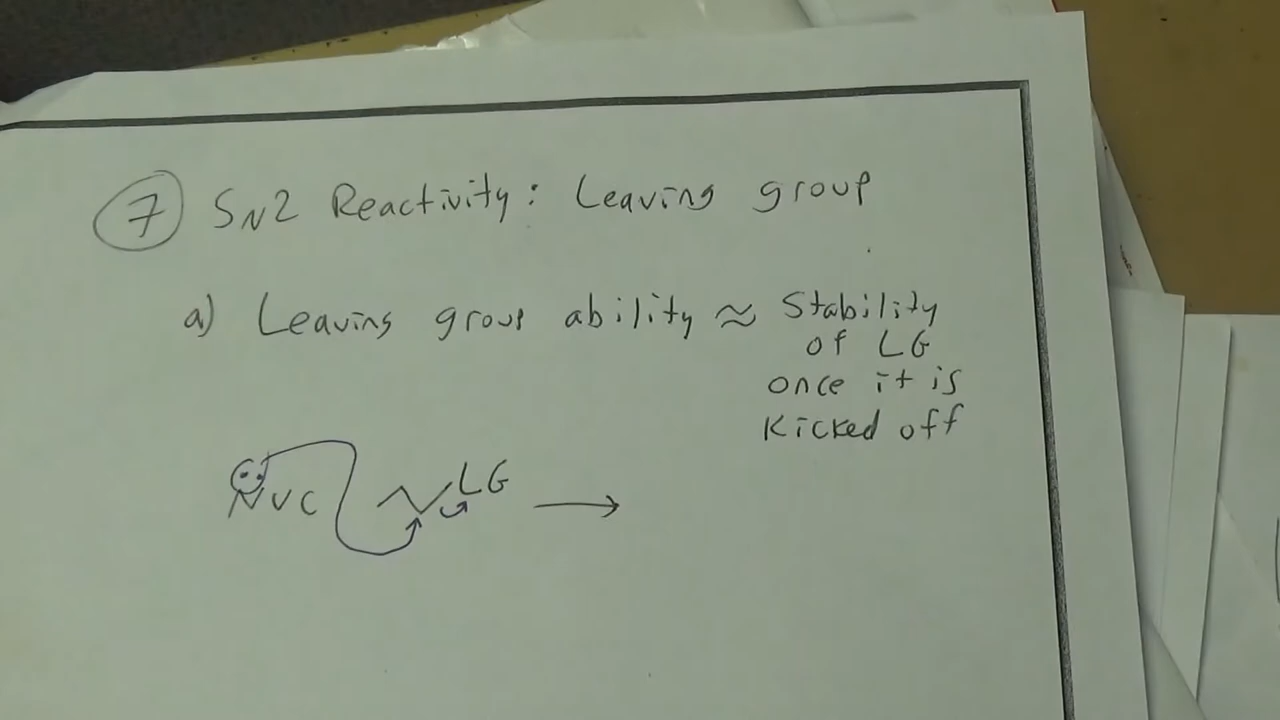 7 SN2 Reactivity: Leaving group
a) Leaving group ability ≈ Stability
of LG
once it is
kicked off
Nuc LG